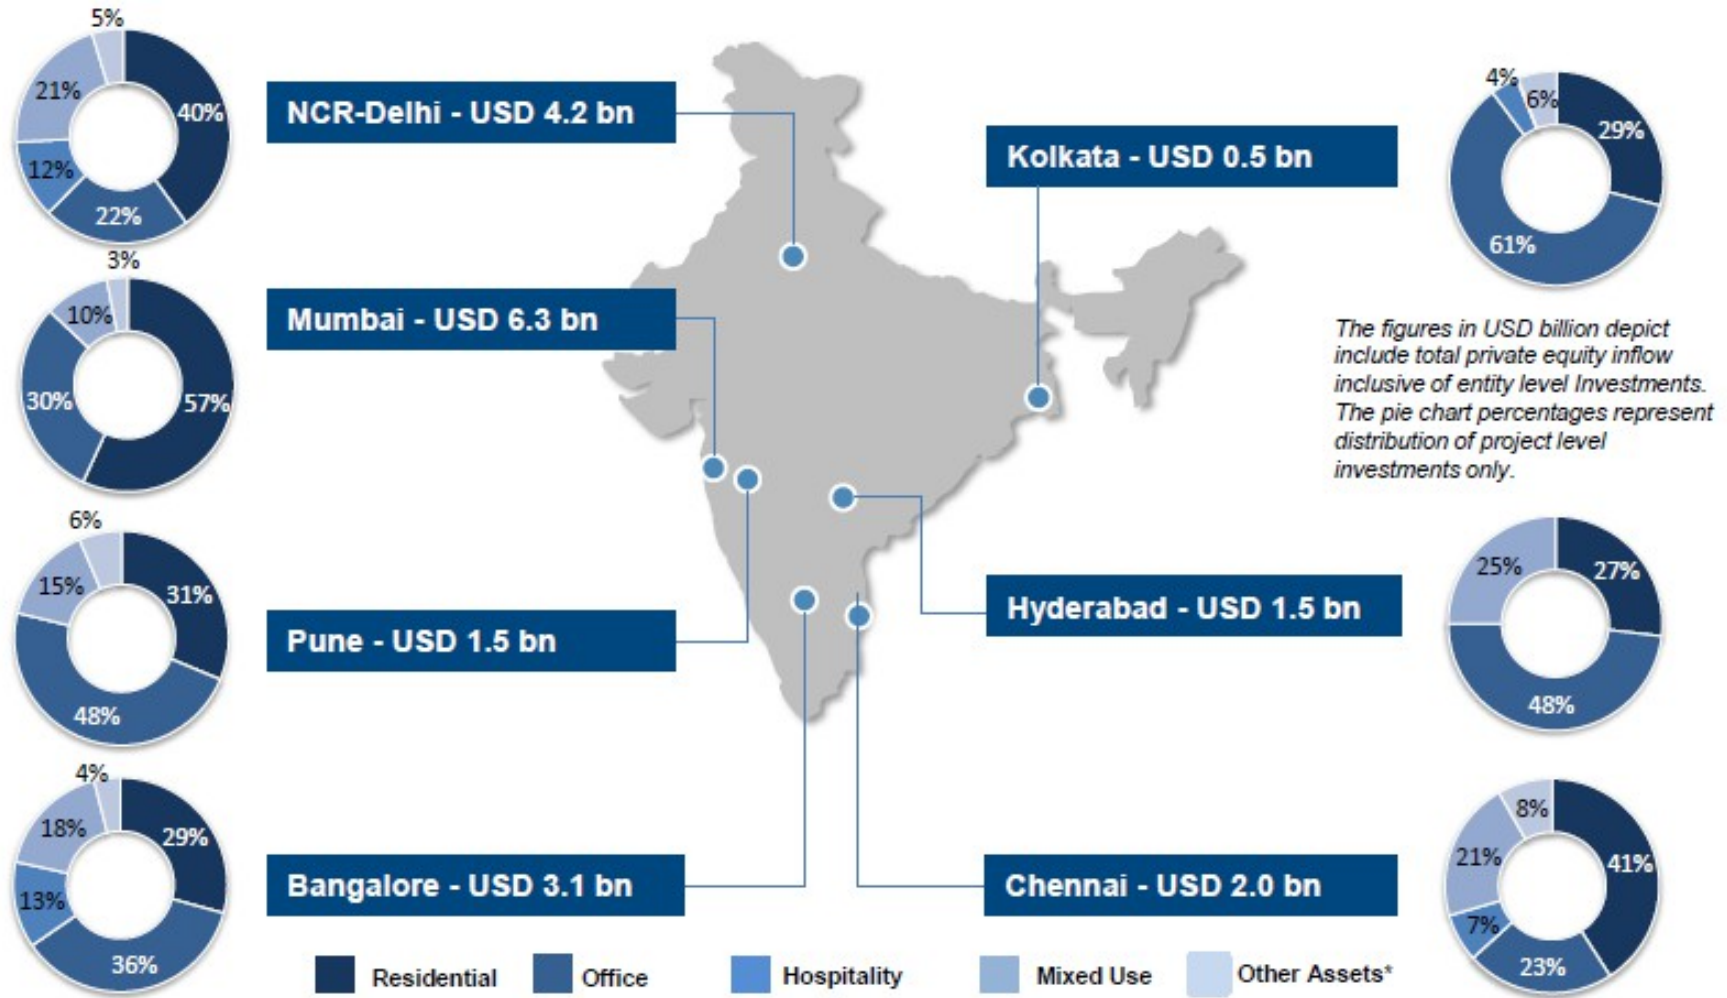 5%
21%
40%
12%
22%
NCR-Delhi - USD 4.2 bn
3%
10%
30%
57%
Mumbai - USD 6.3 bn
6%
15%
31%
48%
Pune - USD 1.5 bn
4%
18%
29%
13%
36%
Bangalore - USD 3.1 bn
Kolkata - USD 0.5 bn
4%
6%
29%
61%
The figures in USD billion depict
include total private equity inflow
inclusive of entity level Investments.
The pie chart percentages represent
distribution of project level
investments only.
Hyderabad - USD 1.5 bn
25%
27%
48%
Chennai - USD 2.0 bn
8%
21%
41%
7%
23%
Residential
Office
Hospitality
Mixed Use
Other Assets*